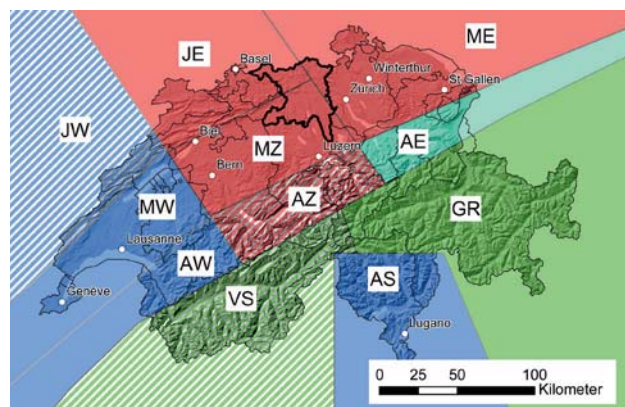 JE
ME
Basel
Winterthur
St Gallen
Zürich
JW
AE
Biel
MZ
Luzern
Bern
AZ
MW
GR
Lausanne
AW
AS
VS
Genève
Lugano
0 25 50 100
Kilometer